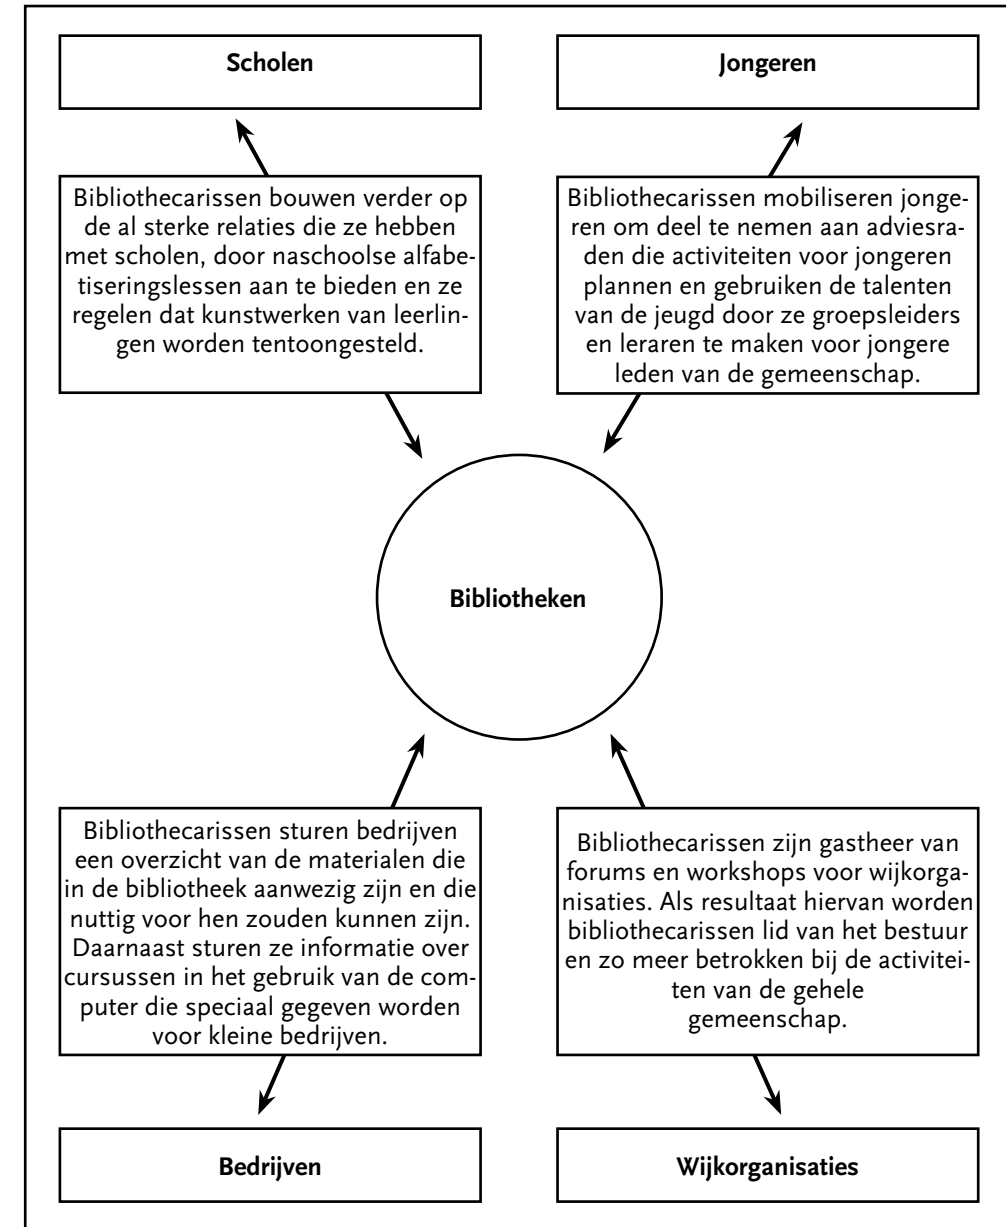 Scholen
Jongeren
Bibliothecarissen bouwen verder op
de al sterke relaties die ze hebben
met scholen, door naschoolse alfabe-
tiseringslessen aan te bieden en ze
regelen dat kunstwerken van leerlin-
gen worden tentoongesteld.
Bibliothecarissen mobiliseren jonge-
ren om deel te nemen aan adviesra-
den die activiteiten voor jongeren
plannen en gebruiken de talenten
van de jeugd door ze groepsleiders
en leraren te maken voor jongere
leden van de gemeenschap.
Bibliotheken
Bibliothecarissen sturen bedrijven
een overzicht van de materialen die
in de bibliotheek aanwezig zijn en die
nuttig voor hen zouden kunnen zijn.
Daarnaast sturen ze informatie over
cursussen in het gebruik van de com-
puter die speciaal gegeven worden
voor kleine bedrijven.
Bibliothecarissen zijn gastheer van
forums en workshops voor wijkorga-
nisaties. Als resultaat hiervan worden
bibliothecarissen lid van het bestuur
en zo meer betrokken bij de activitei-
ten van de gehele
gemeenschap.
Bedrijven
Wijkorganisaties